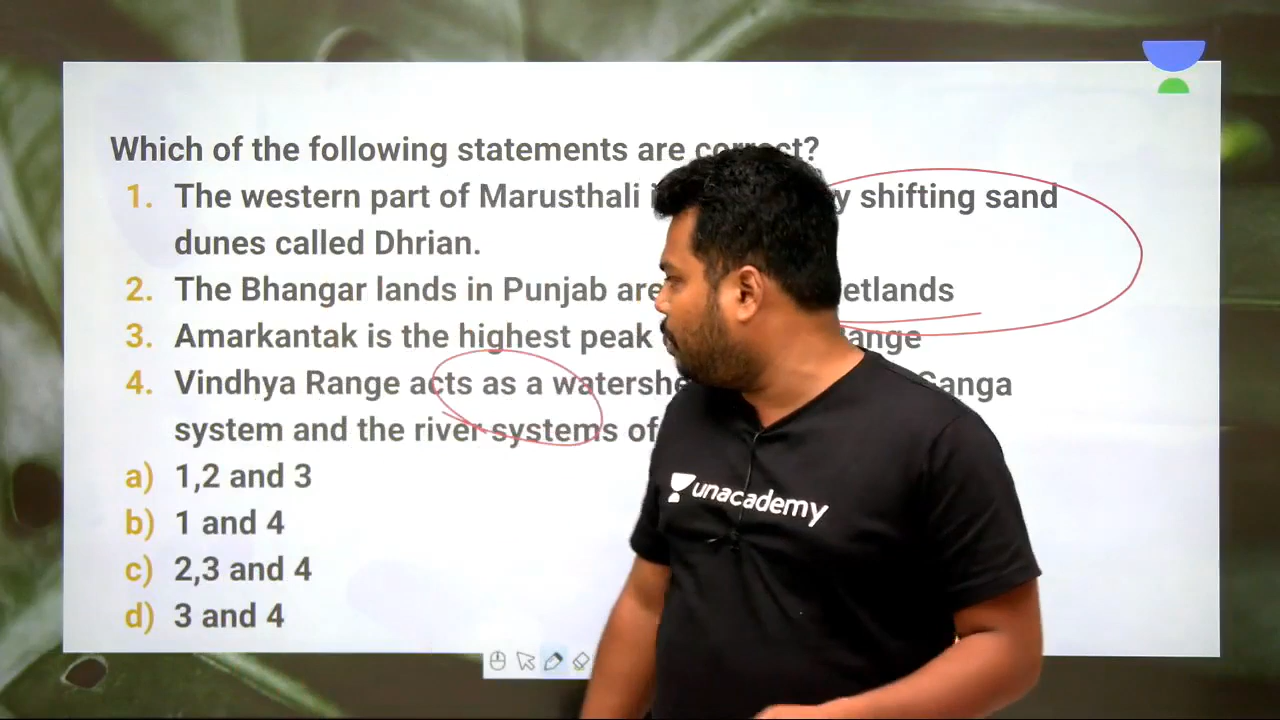 Which of the following statements are correct?
1. The western part of Marusthali shifting sand
dunes called Dhrian.
2. The Bhangar lands in Punjab are
3. Amarkantak is the highest peak
4. Vindhya Range acts as a Ganga
system and the river systems of
a) 1,2 and 3
b) 1 and 4
c) 2,3 and 4
d) 3 and 4
unacademy